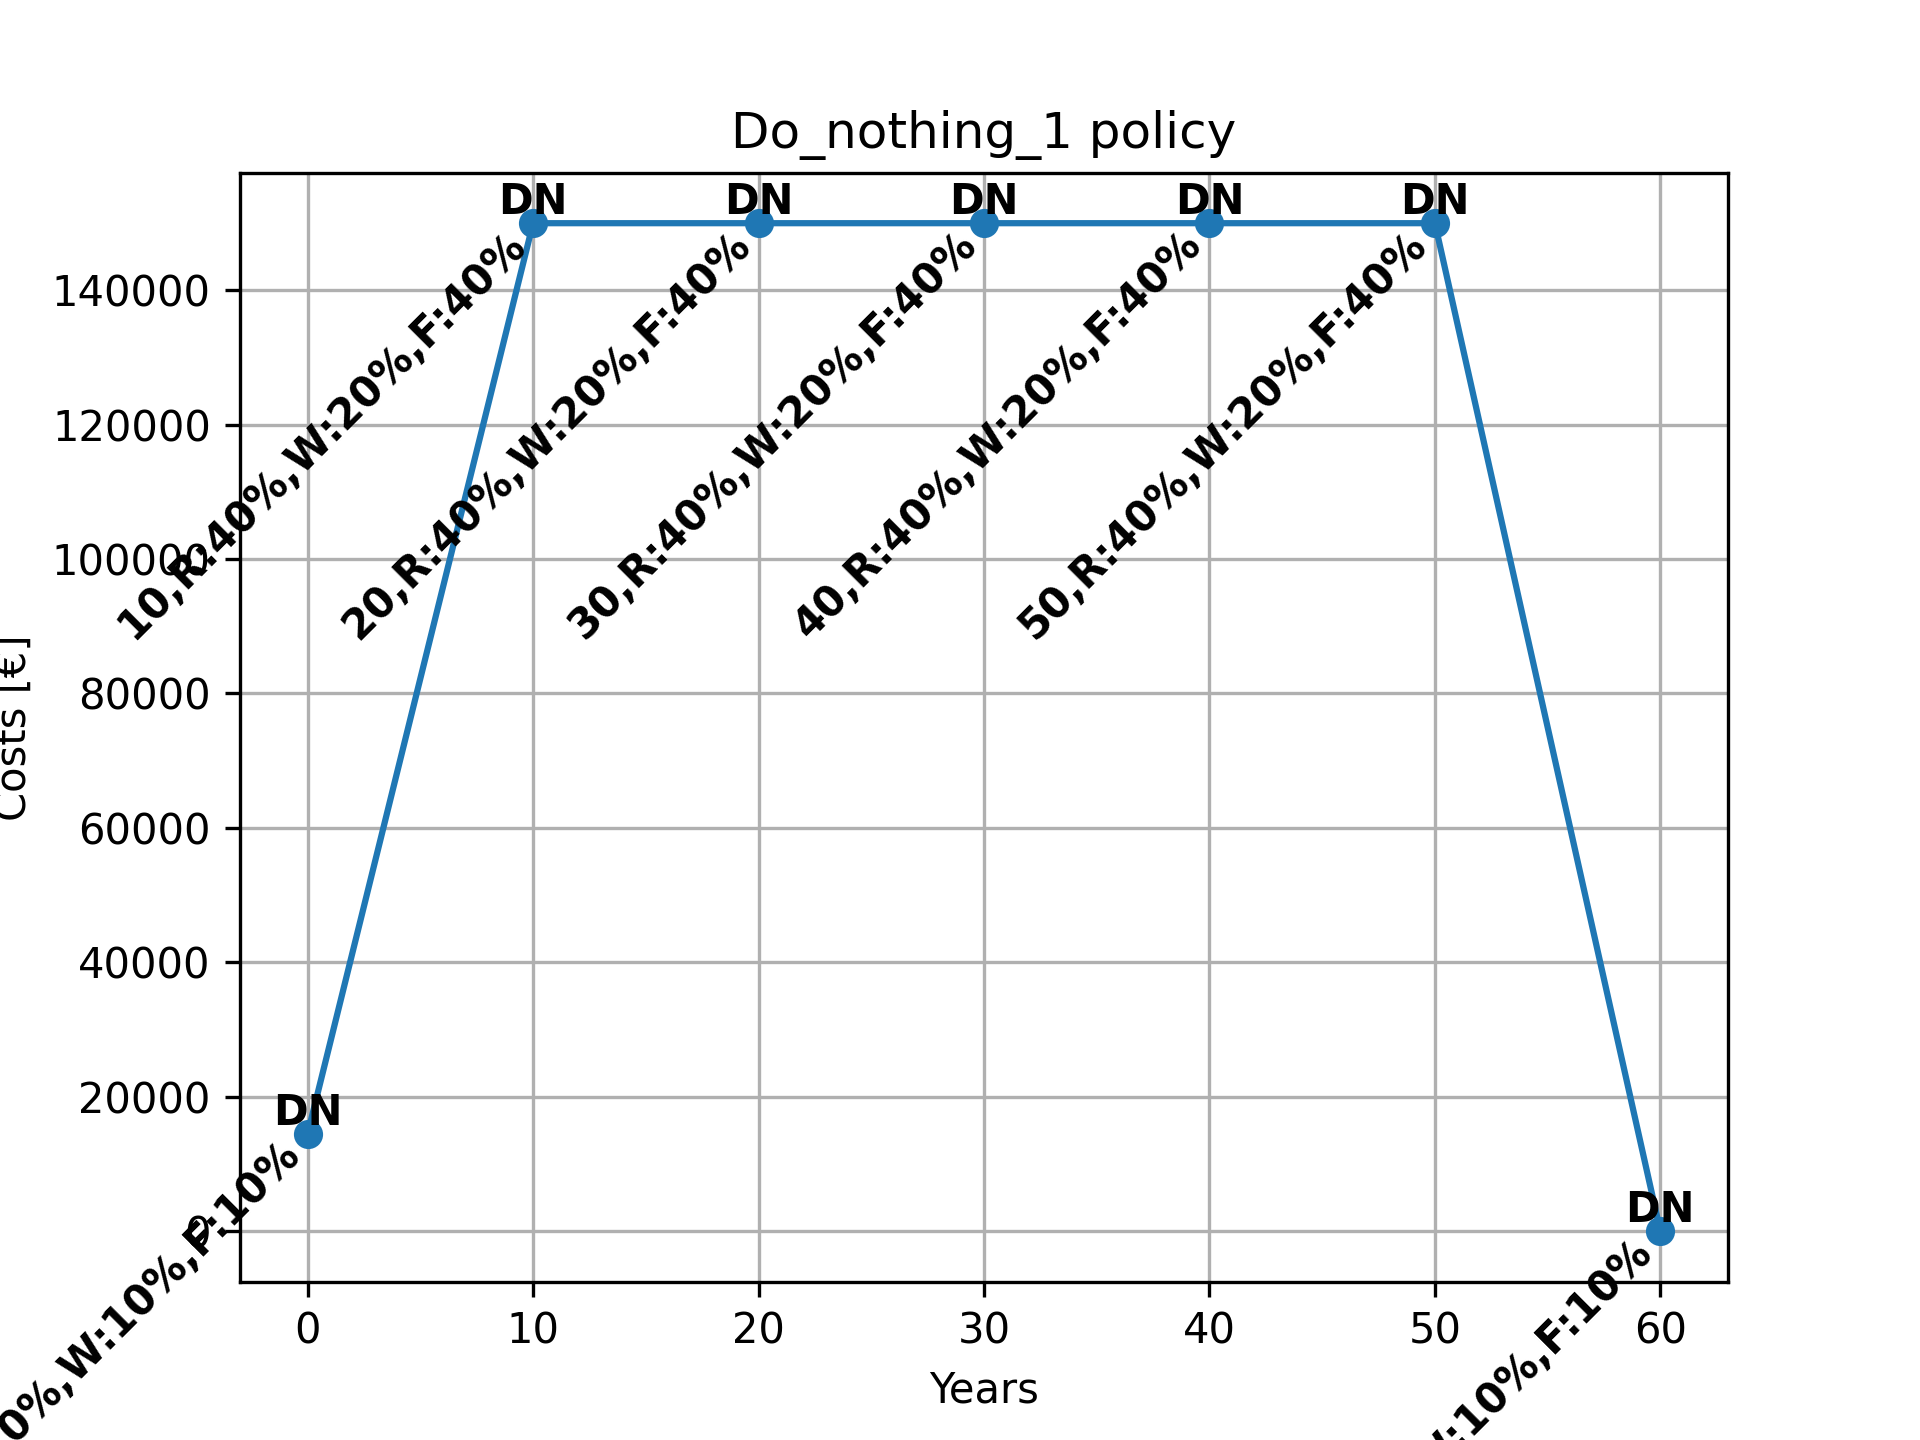 Do_nothing_1 policy
DN
DN
DN
DN
DN
10,R:40%,W:20%,F:40%
20,R:40%,W:20%,F:40%
30,R:40%,W:20%,F:40%
40,R:40%,W:20%,F:40%
50,R:40%,W:20%,F:40%
140000
120000
100000
80000
60000
40000
20000
0
Costs [€]
DN
0%,W:10%,F:10%
DN
:10%,F:10%
0
10
20
30
40
50
60
Years